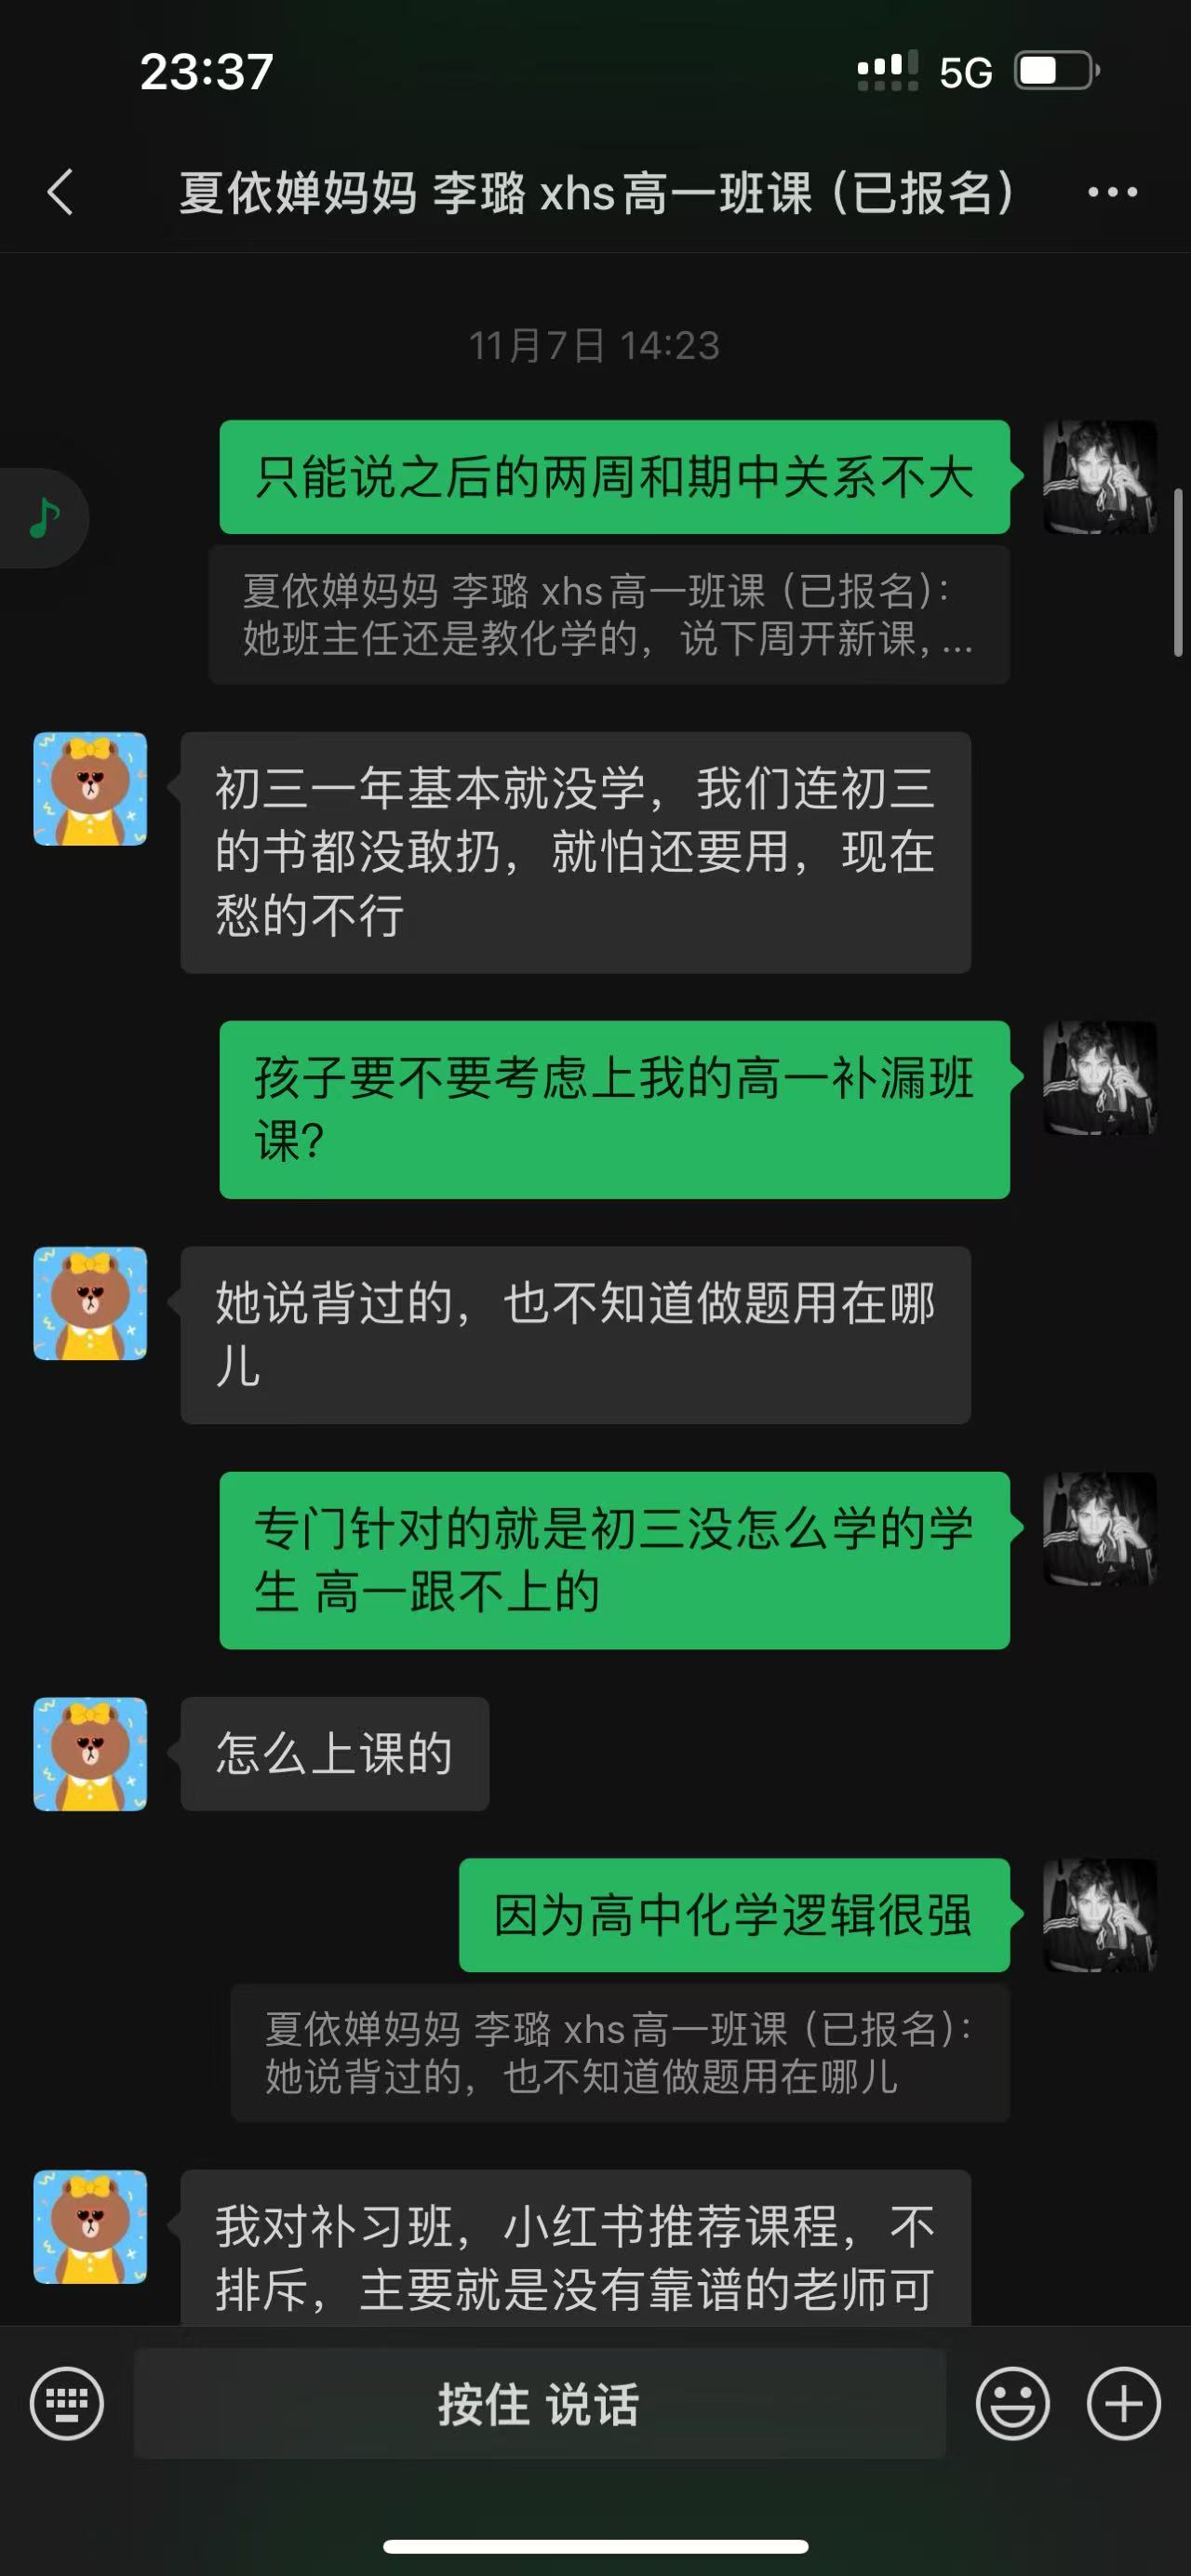 23:37
5G
夏依婵妈妈 李璐 xhs高一班课（已报名）
11月7日 14:23
只能说之后的两周和期中关系不大
夏依婵妈妈 李璐 xhs高一班课（已报名）：
她班主任还是教化学的，说下周开新课，...
初三一年基本就没学，我们连初三
的书都没敢扔，就怕还要用，现在
愁的不行
孩子要不要考虑上我的高一补漏班
课？
她说背过的，也不知道做题用在哪
儿
专门针对的就是初三没怎么学的学
生 高一跟不上的
怎么上课的
因为高中化学逻辑很强
夏依婵妈妈 李璐 xhs高一班课（已报名）：
她说背过的，也不知道做题用在哪儿
我对补习班，小红书推荐课程，不
排斥，主要就是没有靠谱的老师可
按住 说话